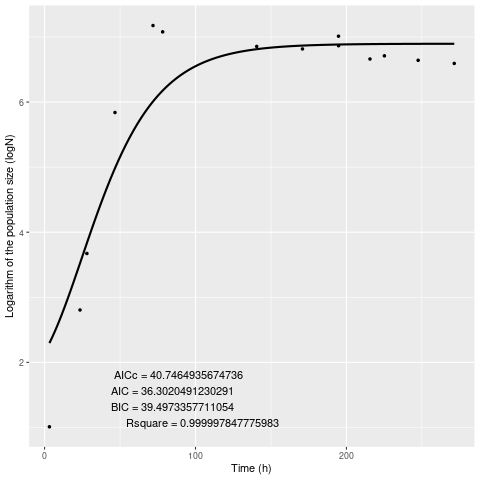 Logarithm of the population size (logN)
6
4
2
AICc = 40.7464935674736
AIC = 36.3020491230291
BIC = 39.4973357711054
Rsquare = 0.999997847775983
0
100
200
Time (h)